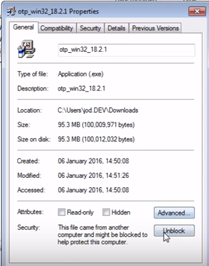 otp_win32_18.2.1 Properties
General Compatibility Security Details Previous Versions
otp_win32_18.2.1
Type of file: Application (.exe)
Description: otp_win32_18.2.1
Location: C:\Users\jod.DEV\Downloads
Size: 95.3 MB (100,009,971 bytes)
Size on disk: 95.3 MB (100,012,032 bytes)
Created: 06 January 2016, 14:50:08
Modified: 06 January 2016, 14:51:26
Accessed: 06 January 2016, 14:50:08
Attributes: Read-only Hidden Advanced...
Security: This file came from another
computer and might be blocked to
help protect this computer.
Unblock